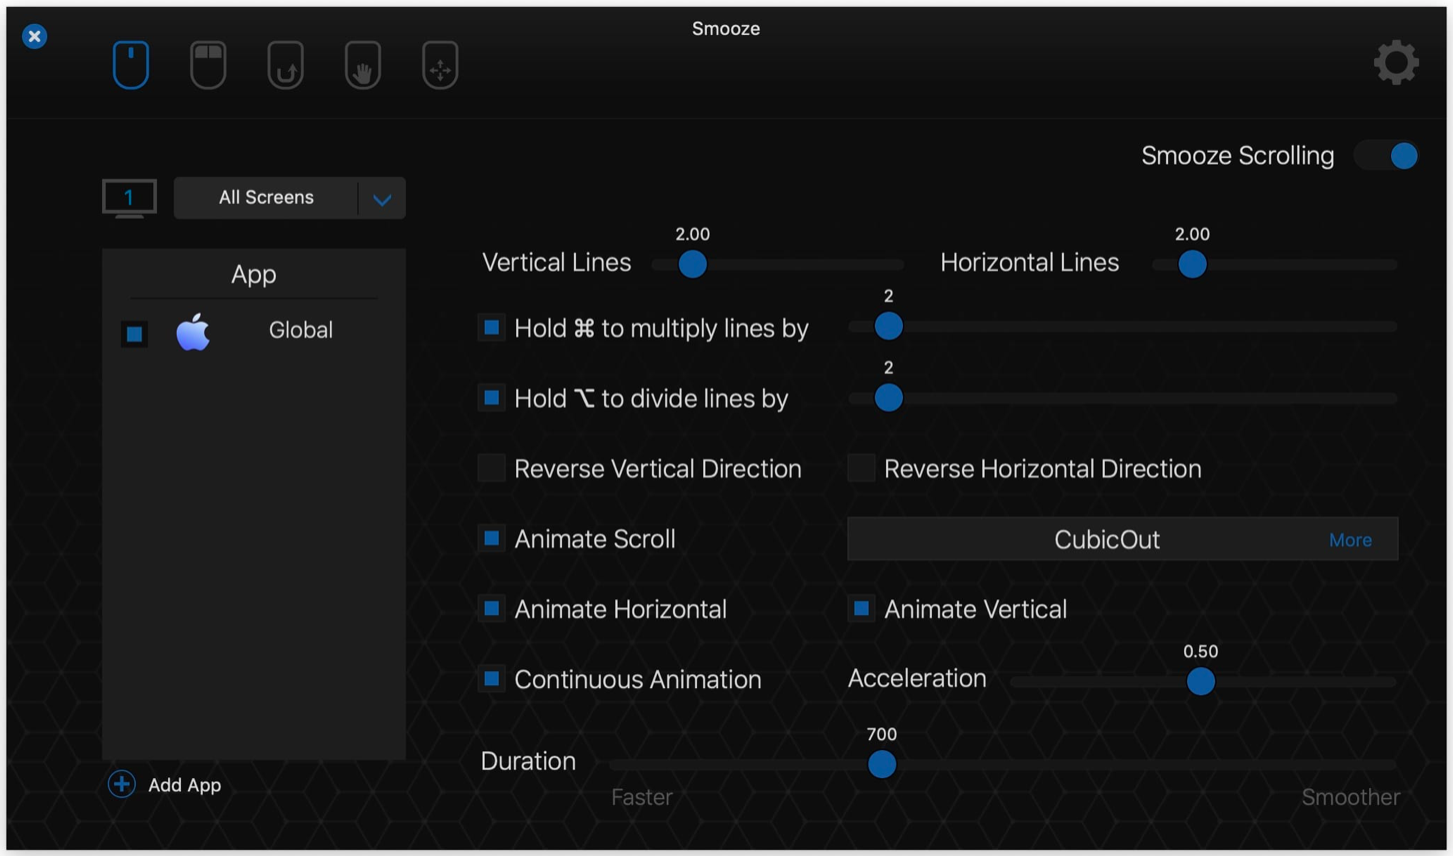 Smooze
Smooze Scrolling
1
All Screens
App
Global
Add App
2.00
Vertical Lines
2.00
Horizontal Lines
2
Hold ⌘ to multiply lines by
2
Hold ⌥ to divide lines by
Reverse Vertical Direction
Reverse Horizontal Direction
Animate Scroll
CubicOut
More
Animate Horizontal
Animate Vertical
Continuous Animation
0.50
Acceleration
700
Duration
Faster
Smoother